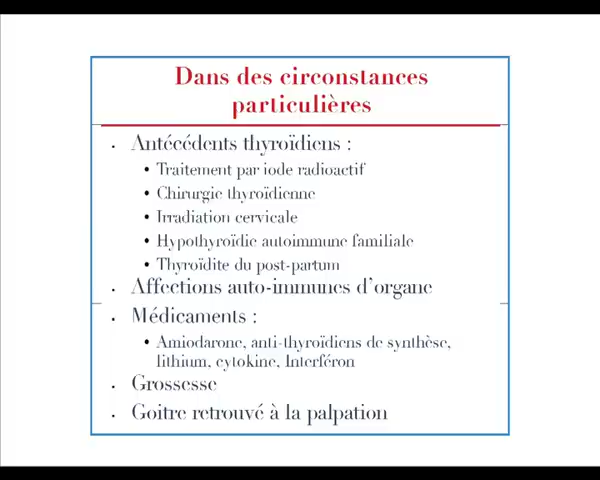 Dans des circonstances
particulières
• Antécédents thyroïdiens :
• Traitement par iode radioactif
• Chirurgie thyroïdienne
• Irradiation cervicale
• Hypothyroïdie autoimmune familiale
• Thyroïdite du post-partum
• Affections auto-immunes d'organe
• Médicaments :
• Amiodarone, anti-thyroïdiens de synthèse,
lithium, cytokine, Interféron
• Grossesse
• Goitre retrouvé à la palpation